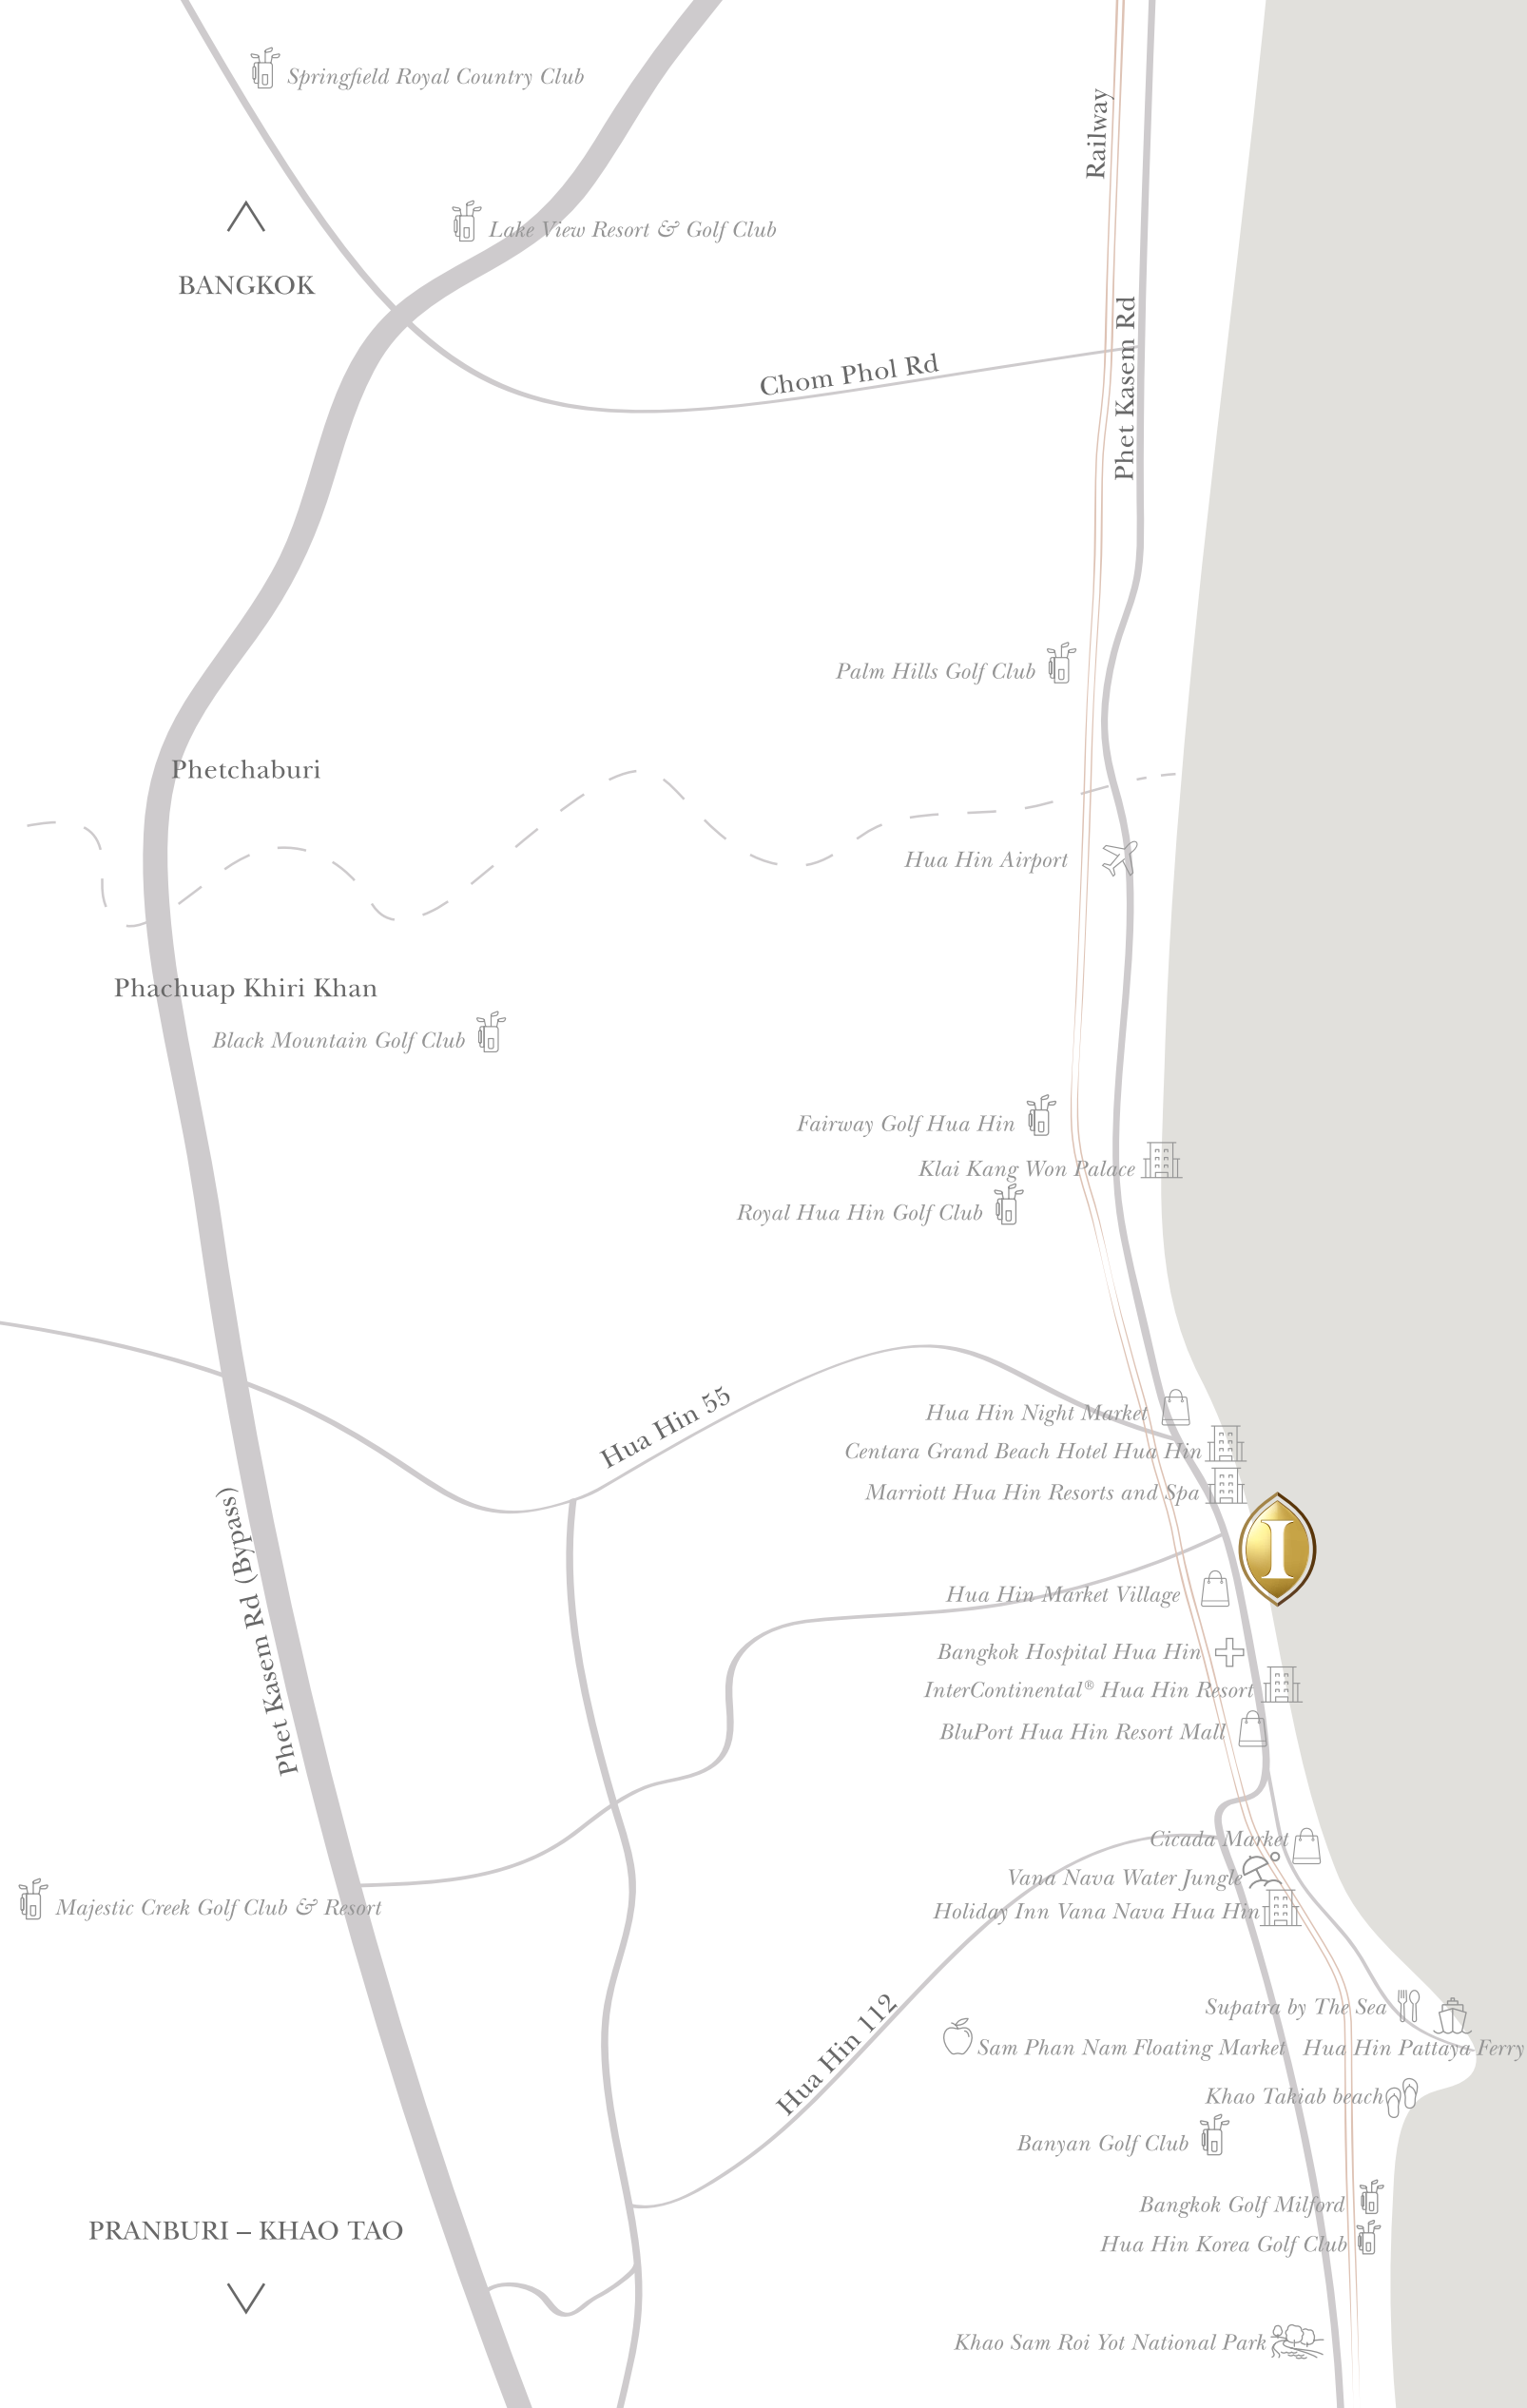 Springfield Royal Country Club
Railway
Lake View Resort & Golf Club
BANGKOK
Phet Kasem Rd
Chom Phol Rd
Palm Hills Golf Club
Phetchaburi
Hua Hin Airport
Phachuap Khiri Khan
Black Mountain Golf Club
Fairway Golf Hua Hin
Klai Kang Won Palace
Royal Hua Hin Golf Club
Hua Hin 55
Hua Hin Night Market
Centara Grand Beach Hotel Hua Hin
Marriott Hua Hin Resorts and Spa
I
Phet Kasem Rd (Bypass)
Hua Hin Market Village
Bangkok Hospital Hua Hin
InterContinental® Hua Hin Resort
BluPort Hua Hin Resort Mall
Cicada Market
Vana Nava Water Jungle
Majestic Creek Golf Club & Resort
Holiday Inn Vana Nava Hua Hin
Hua Hin 112
Supatra by The Sea
Sam Phan Nam Floating Market
Hua Hin Pattaya Ferry
Khao Takiab beach
Banyan Golf Club
Bangkok Golf Milford
PRANBURI – KHAO TAO
Hua Hin Korea Golf Club
Khao Sam Roi Yot National Park